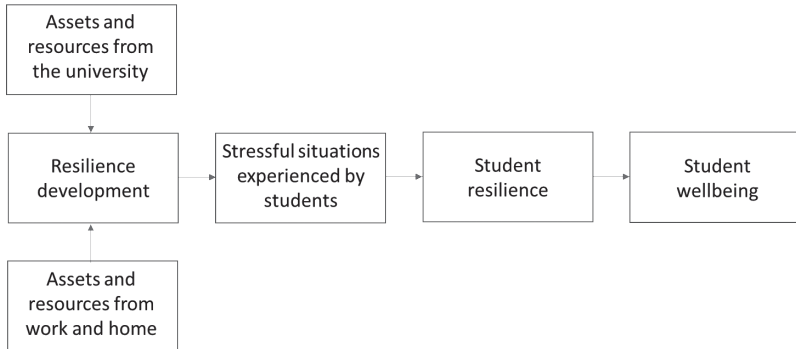 Assets and
resources from
the university
Resilience
development
Stressful situations
experienced by
students
Student
resilience
Student
wellbeing
Assets and
resources from
work and home